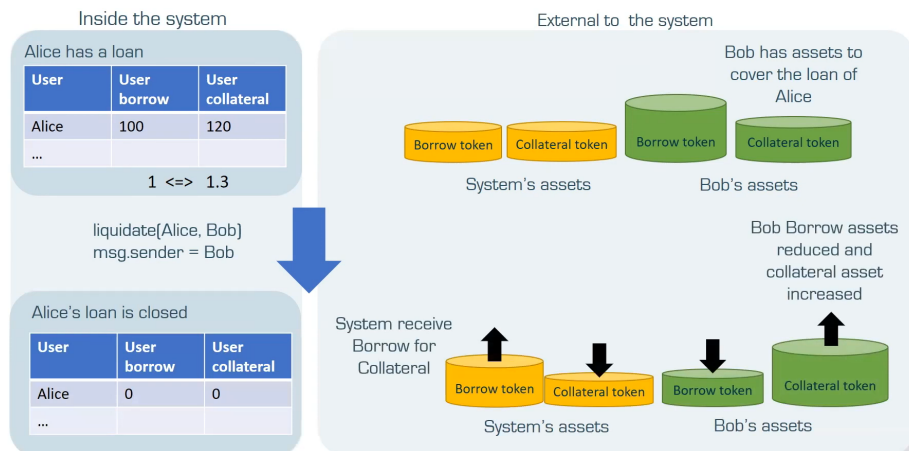 Inside the system
External to the system
Alice has a loan
User
User borrow
User collateral
Alice
100
120
...
1 <=> 1.3
liquidate(Alice, Bob)
msg.sender = Bob
Alice's loan is closed
User
User borrow
User collateral
Alice
0
0
...
Bob has assets to
cover the loan of
Alice
Borrow token
Collateral token
Borrow token
Collateral token
System's assets
Bob's assets
Bob Borrow assets
reduced and
collateral asset
increased
System receive
Borrow for
Collateral
Borrow token
Collateral token
Borrow token
Collateral token
System's assets
Bob's assets